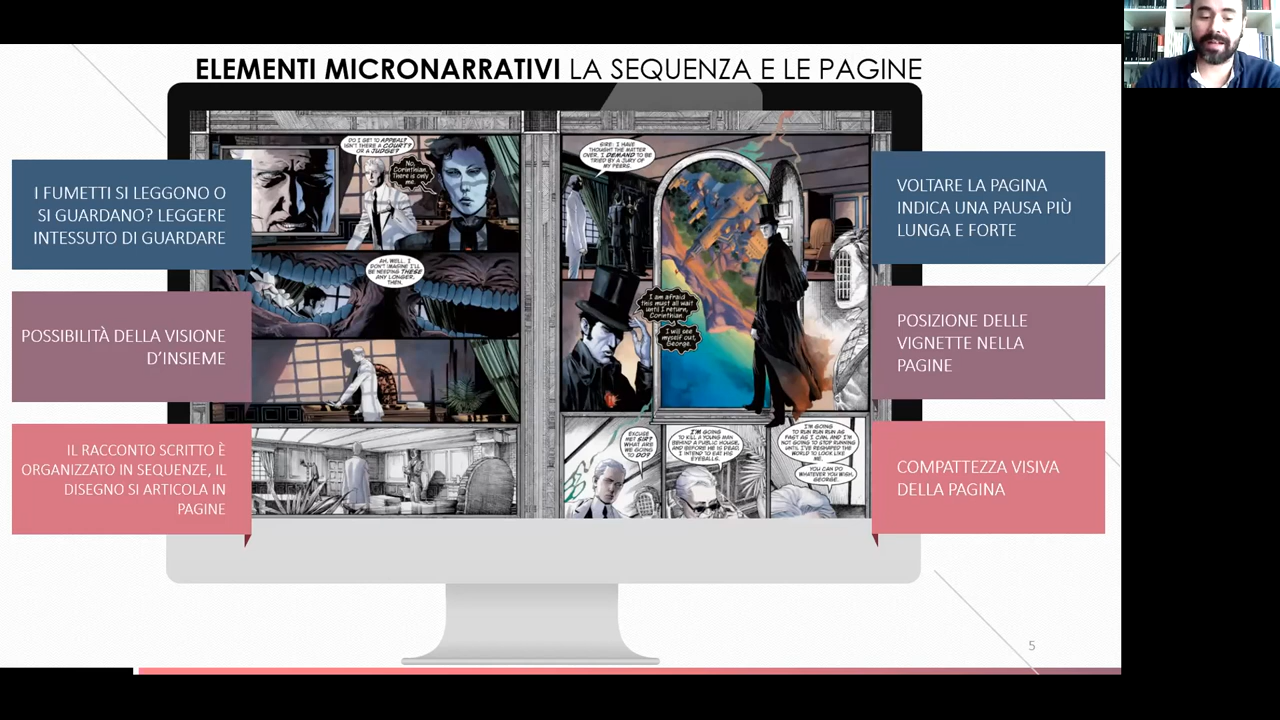 ELEMENTI MICRONARRATIVI LA SEQUENZA E LE PAGINE
I FUMETTI SI LEGGONO O
SI GUARDANO? LEGGERE
INTESSUTO DI GUARDARE
POSSIBILITÀ DELLA VISIONE
D'INSIEME
IL RACCONTO SCRITTO È
ORGANIZZATO IN SEQUENZE, IL
DISEGNO SI ARTICOLA IN
PAGINE
DO I GET TO APPEAL?
ISN'T THERE A COURT?
OR A JUDGE?
No,
Corinthian.
There is only
me.
AH, WELL. I
DON'T IMAGINE I'LL
BE NEEDING THESE
ANY LONGER,
THEN.
SIRE: I HAVE
THOUGHT THE MATTER
OVER. I DEMAND TO BE
TRIED BY A JURY OF
MY PEERS.
I am afraid
this must all wait
until I return,
Corinthian.
I will see
myself out,
George.
EXCUSE
ME? SIR?
WHAT ARE
WE GOING
TO DO?
I'M GOING
TO KILL A YOUNG MAN
BEHIND A PUBLIC HOUSE,
AND BEFORE HE IS DEAD,
I INTEND TO EAT HIS
EYEBALLS.
I'M GOING
TO RUN RUN RUN AS
FAST AS I CAN, AND I'M
NOT GOING TO STOP RUNNING
UNTIL I'VE RESHAPED
THE WORLD TO LOOK LIKE
ME.
YOU CAN DO
WHATEVER YOU WISH,
GEORGE.
VOLTARE LA PAGINA
INDICA UNA PAUSA PIÙ
LUNGA E FORTE
POSIZIONE DELLE
VIGNETTE NELLA
PAGINE
COMPATTEZZA VISIVA
DELLA PAGINA
5